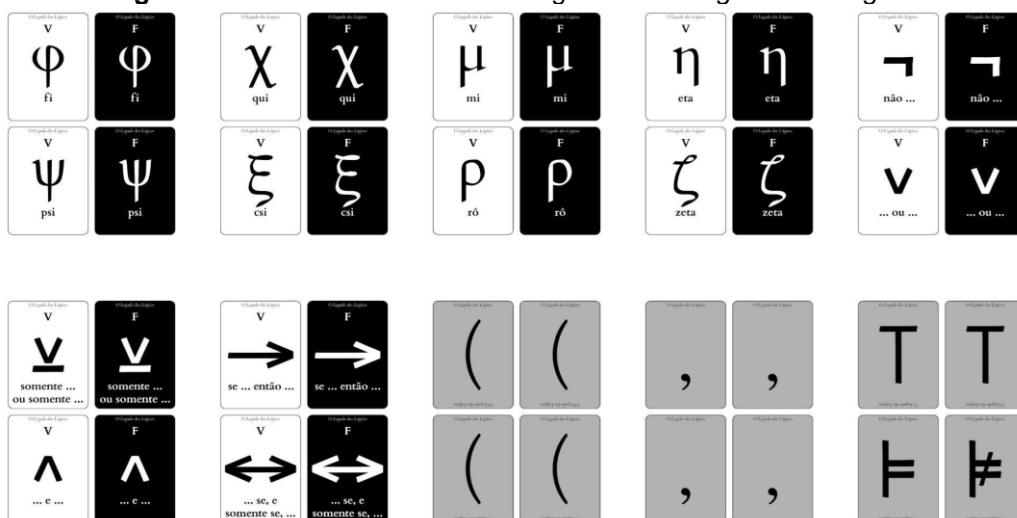 V F V F V F V F V F
φ φ χ χ μ μ η η ¬ ¬
fi fi qui qui mi mi eta eta não ... não ...
V F V F V F V F V F
ψ ψ ξ ξ ρ ρ ζ ζ ∨ ∨
psi psi csi csi rô rô zeta zeta ... ou ... ... ou ...
V F V F
⊻ ⊻ → → ( ( , , ⊤ ⊤
somente ... somente ... se ... então ... se ... então ...
ou somente ... ou somente ...
V F V F
∧ ∧ ↔ ↔ ( ( , , ⊨ ⊭
... e ... ... e ... ... se, e ... se, e
somente se, ... somente se, ...